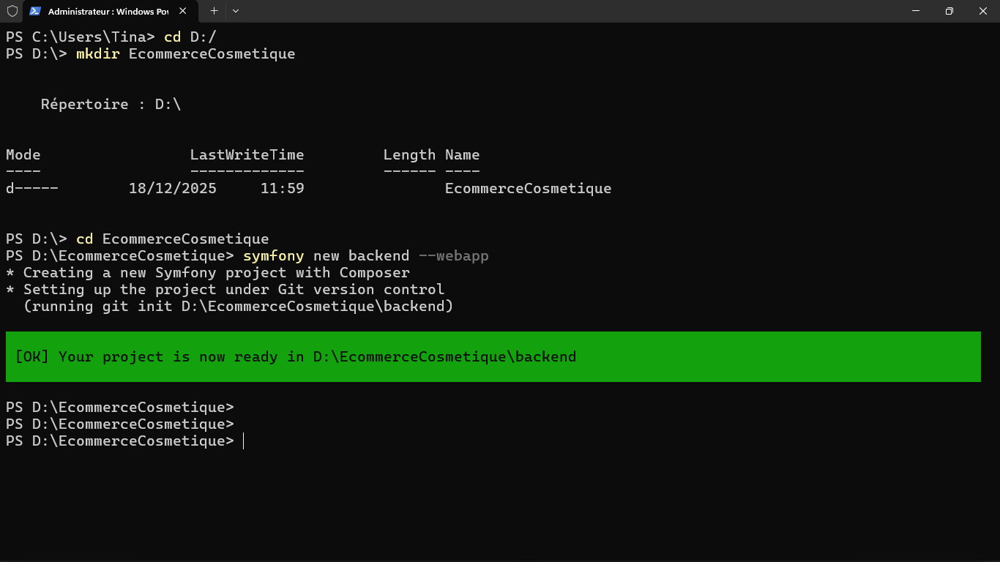 Administrateur : Windows Pow
PS C:\Users\Tina> cd D:/
PS D:\> mkdir EcommerceCosmetique
Répertoire : D:\
Mode LastWriteTime Length Name
---- ------------- ------ ----
d----- 18/12/2025 11:59 EcommerceCosmetique
PS D:\> cd EcommerceCosmetique
PS D:\EcommerceCosmetique> symfony new backend --webapp
* Creating a new Symfony project with Composer
* Setting up the project under Git version control
(running git init D:\EcommerceCosmetique\backend)
[OK] Your project is now ready in D:\EcommerceCosmetique\backend
PS D:\EcommerceCosmetique>
PS D:\EcommerceCosmetique>
PS D:\EcommerceCosmetique>